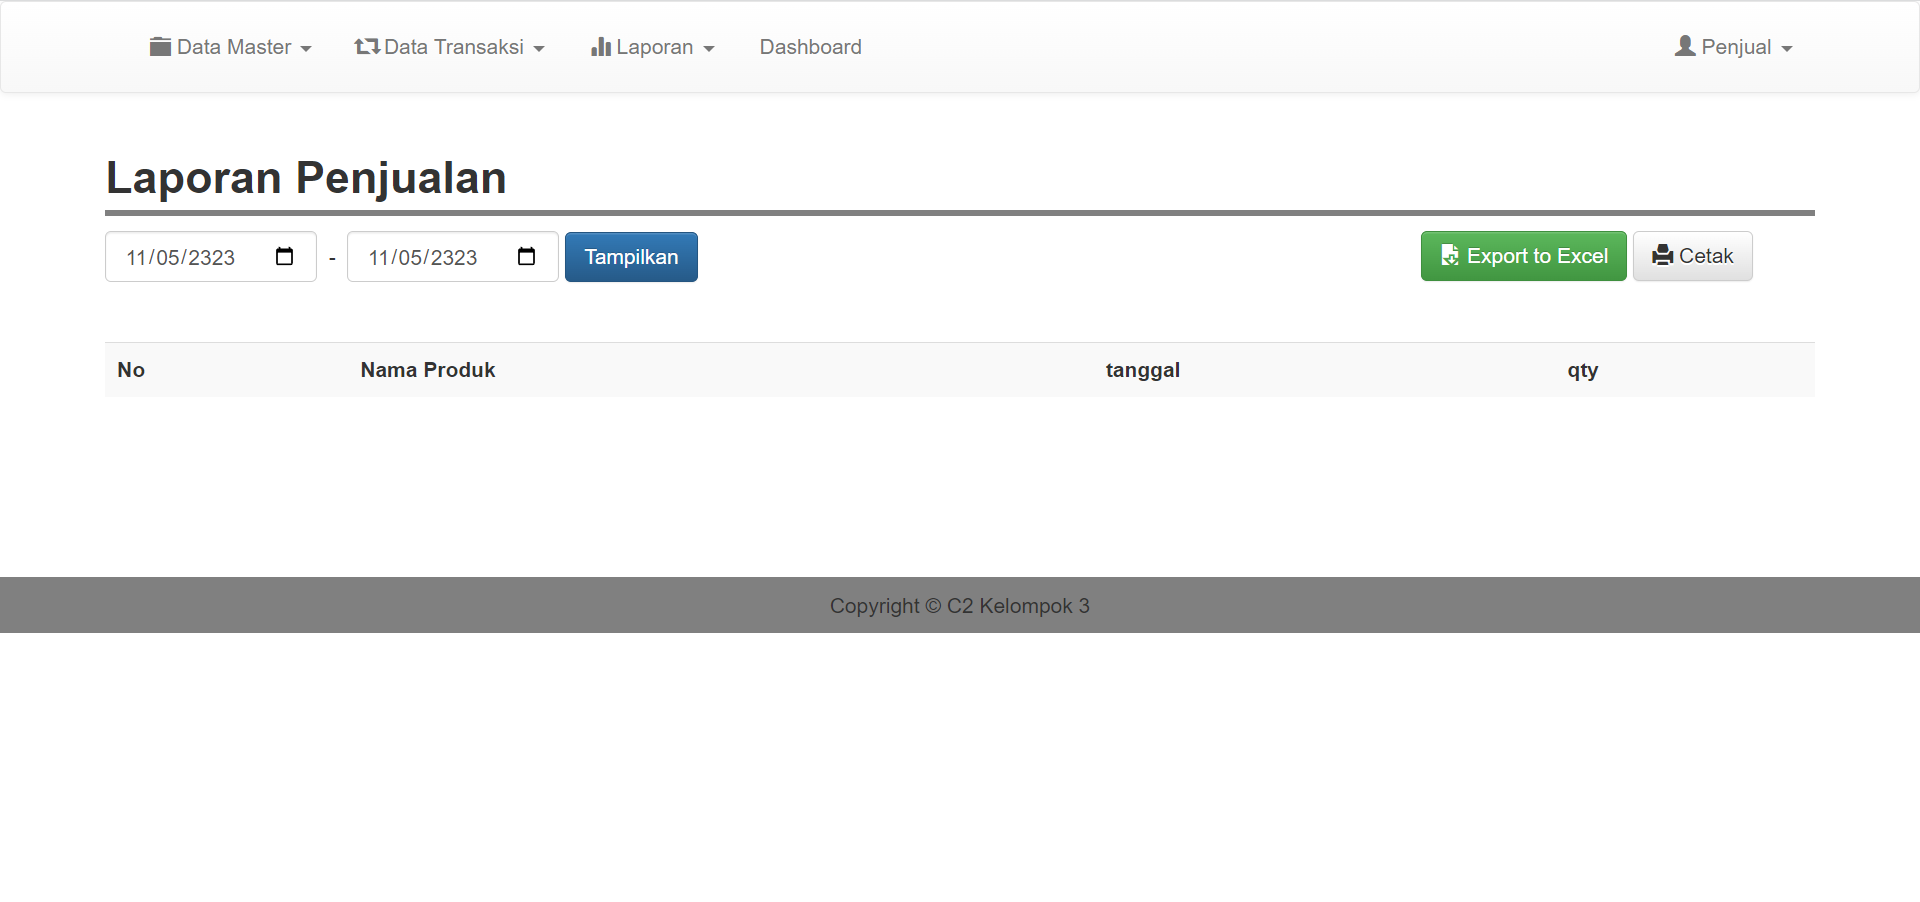 Data Master Data Transaksi Laporan Dashboard Penjual
Laporan Penjualan
11/05/2323 - 11/05/2323 Tampilkan Export to Excel Cetak
No Nama Produk tanggal qty
Copyright © C2 Kelompok 3